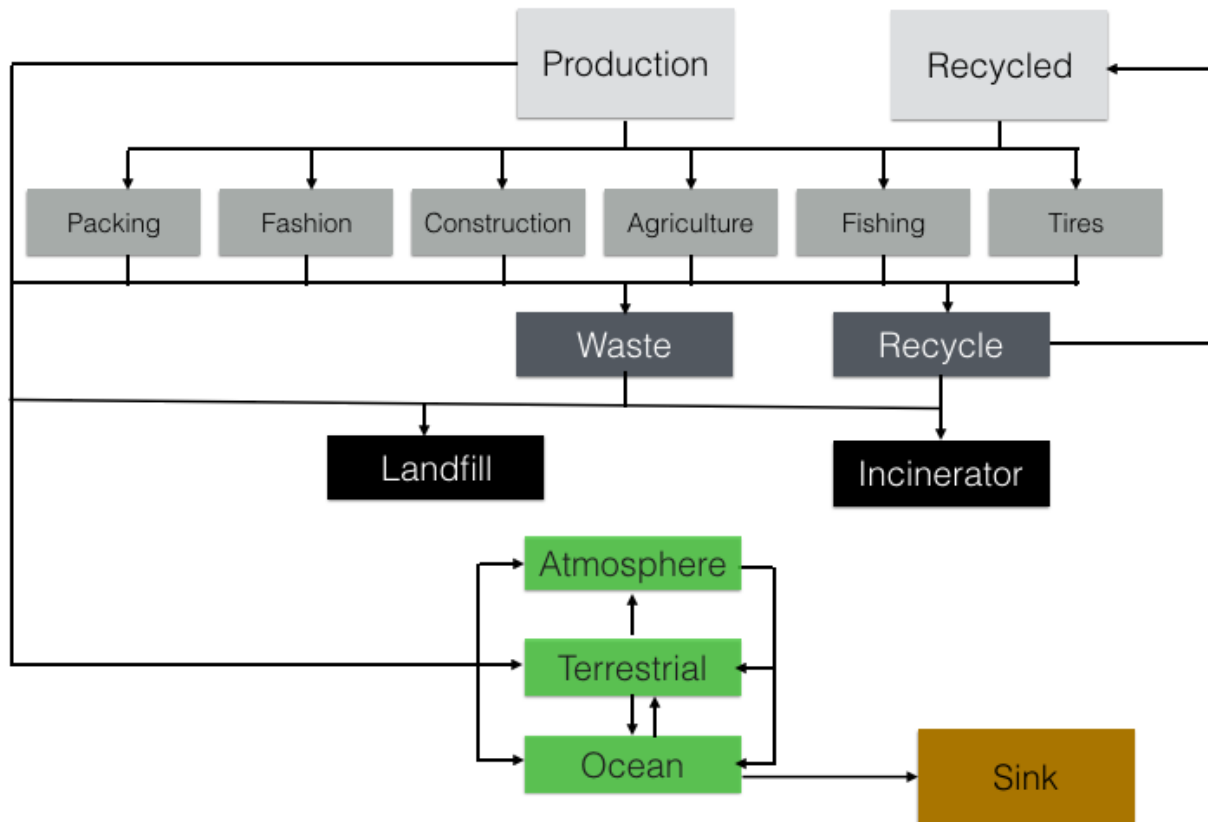 Production
Recycled
Packing
Fashion
Construction
Agriculture
Fishing
Tires
Waste
Recycle
Landfill
Incinerator
Atmosphere
Terrestrial
Ocean
Sink